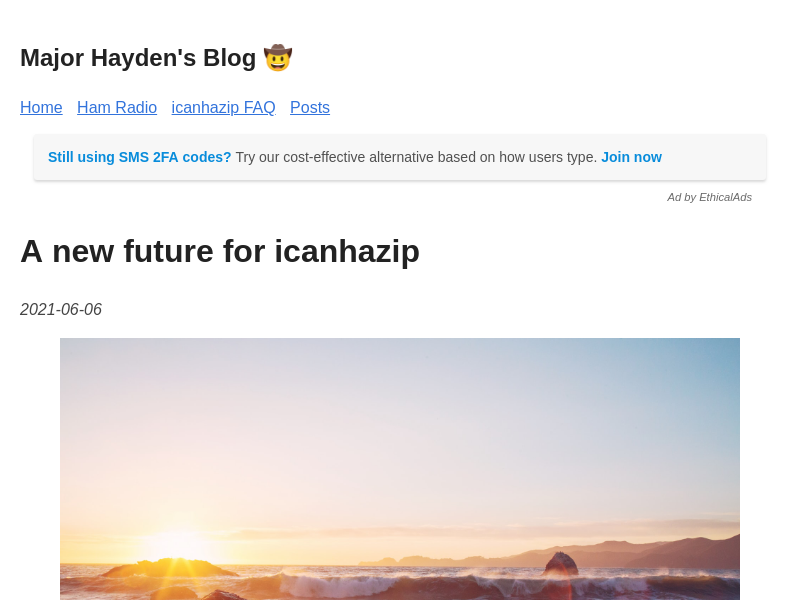 Major Hayden's Blog 🤠
Home Ham Radio icanhazip FAQ Posts
Still using SMS 2FA codes? Try our cost-effective alternative based on how users type. Join now
Ad by EthicalAds
A new future for icanhazip
2021-06-06